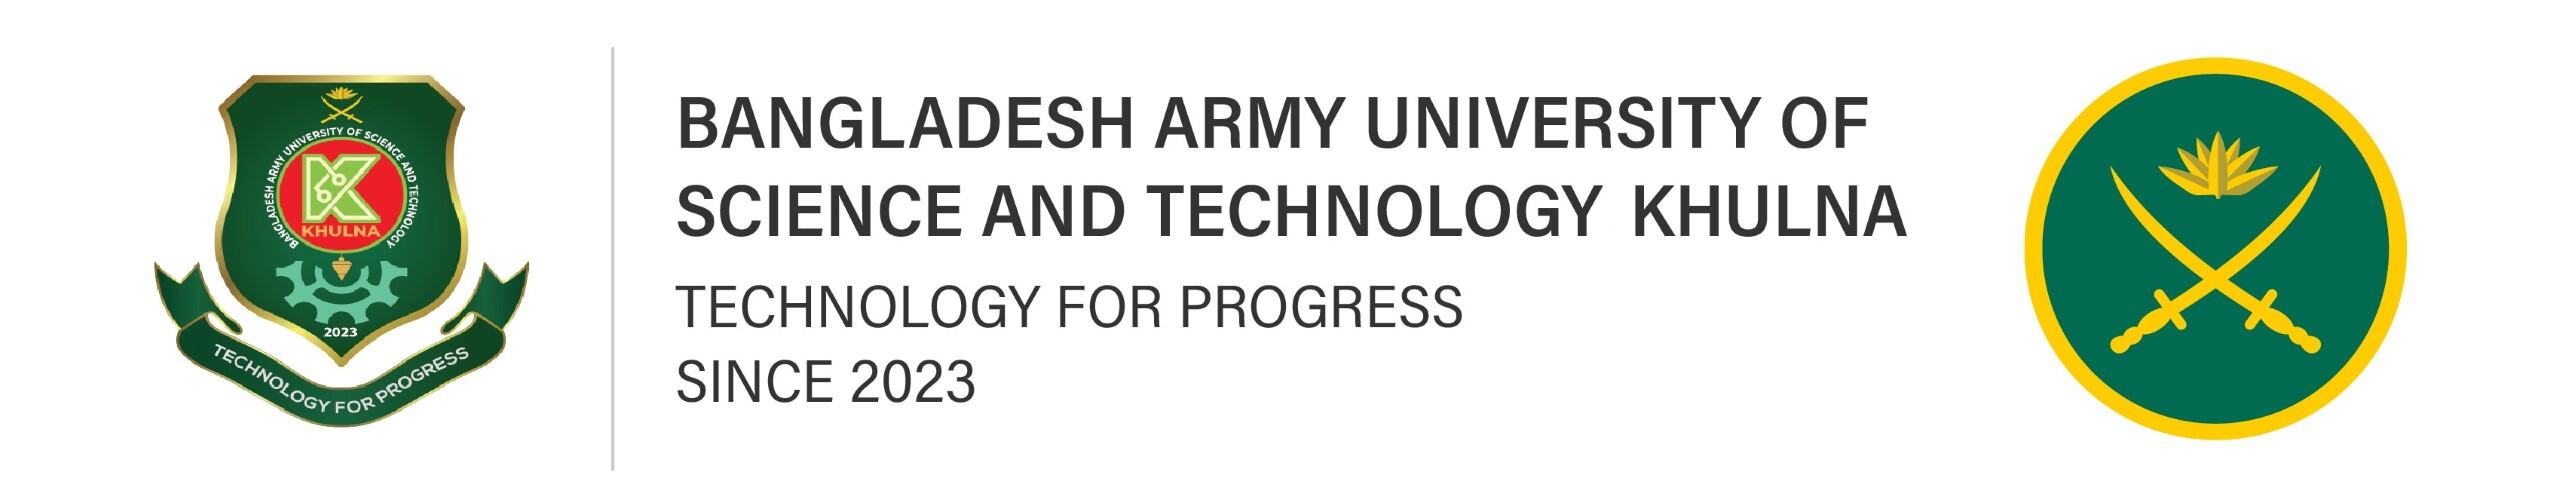 BANGLADESH ARMY UNIVERSITY OF SCIENCE AND TECHNOLOGY
KHULNA
2023
TECHNOLOGY FOR PROGRESS
BANGLADESH ARMY UNIVERSITY OF
SCIENCE AND TECHNOLOGY KHULNA
TECHNOLOGY FOR PROGRESS
SINCE 2023